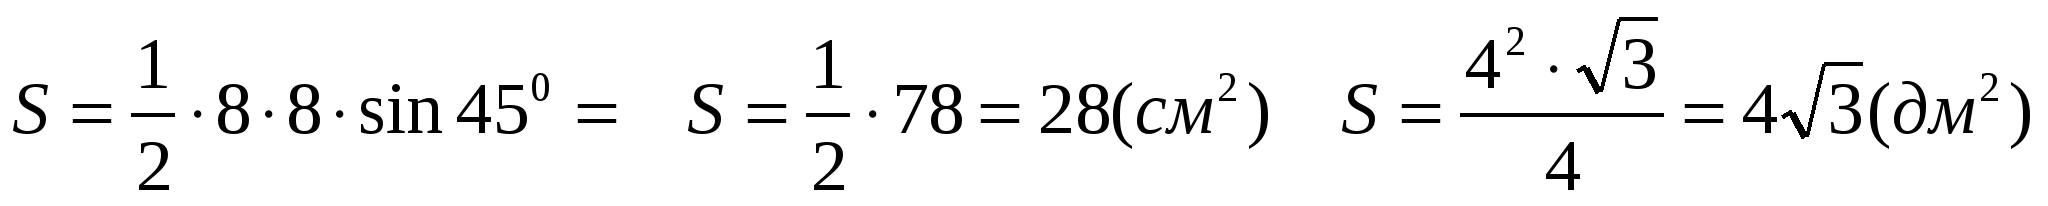 S = 1/2 · 8 · 8 · sin 45⁰ = S = 1/2 · 78 = 28(см²) S = 4² · √3/4 = 4√3(дм²)